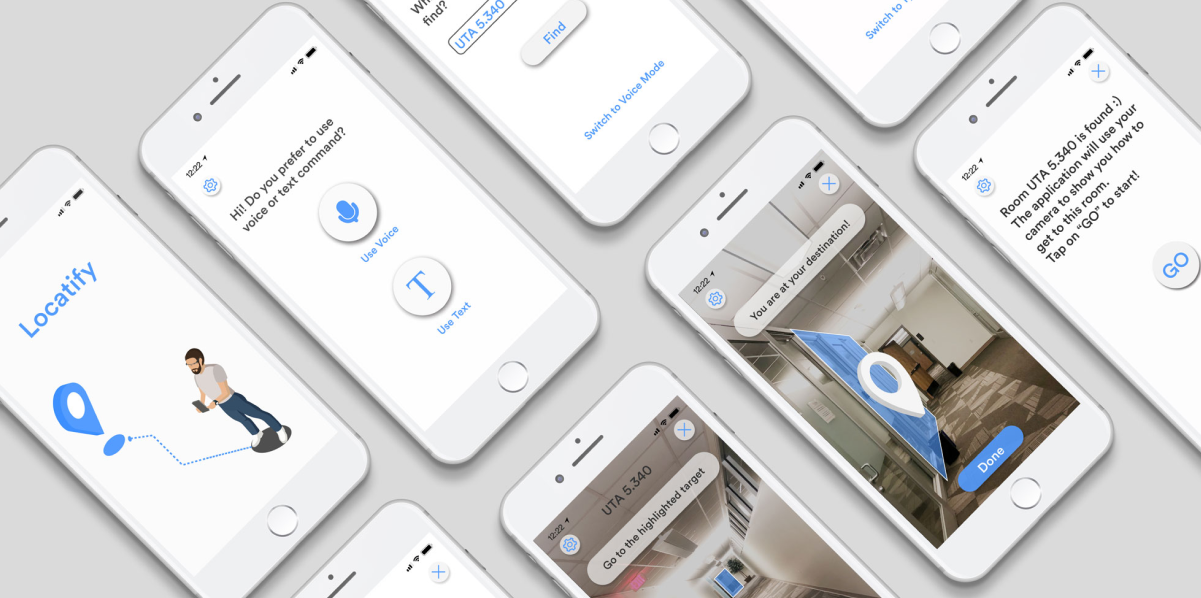 Locatify
12:22
Hi! Do you prefer to use
voice or text command?
Use Voice
T
Use Text
find?
UTA 5.340
Find
Switch to Voice Mode
Switch to
12:22
UTA 5.340
Go to the highlighted target
12:22
You are at your destination!
Done
12:22
Room UTA 5.340 is found :)
The application will use your
camera to show you how to
get to this room.
Tap on "GO" to start!
GO